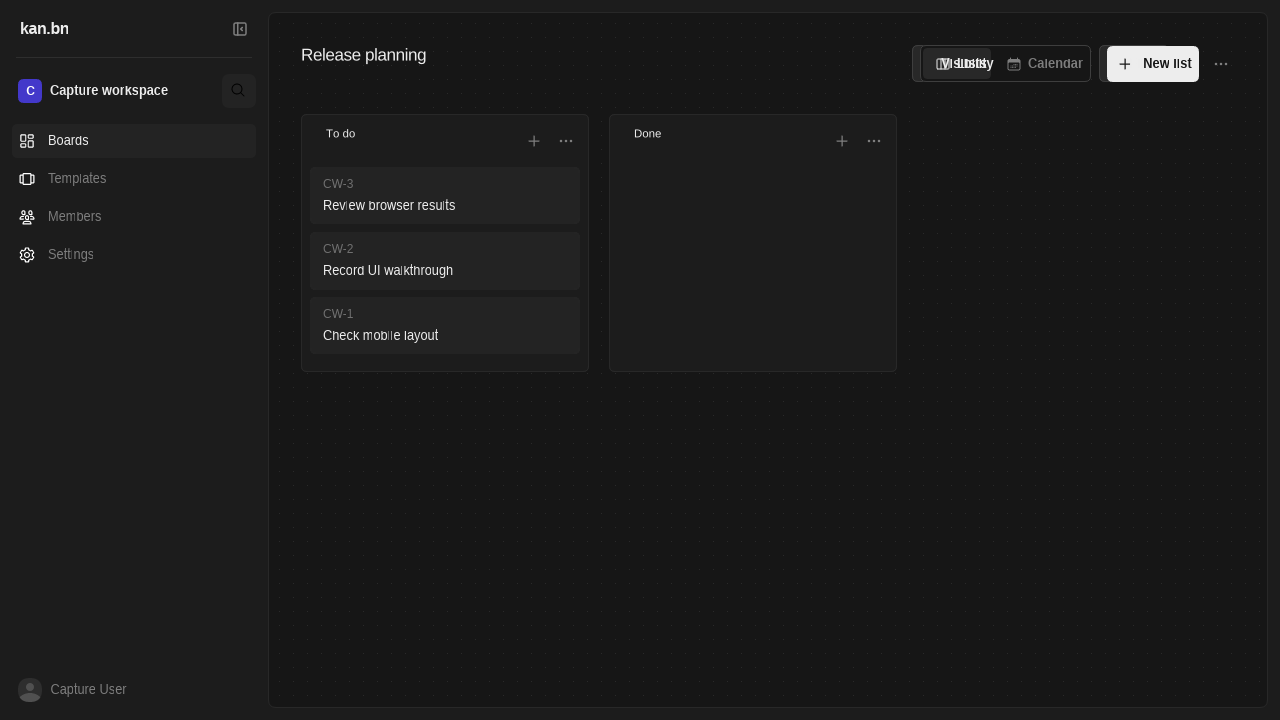 kan.bn
C Capture workspace
Boards
Templates
Members
Settings
Capture User
Release planning
Calendar
New list
To do
CW-3
Review browser results
CW-2
Record UI walkthrough
CW-1
Check mobile layout
Done